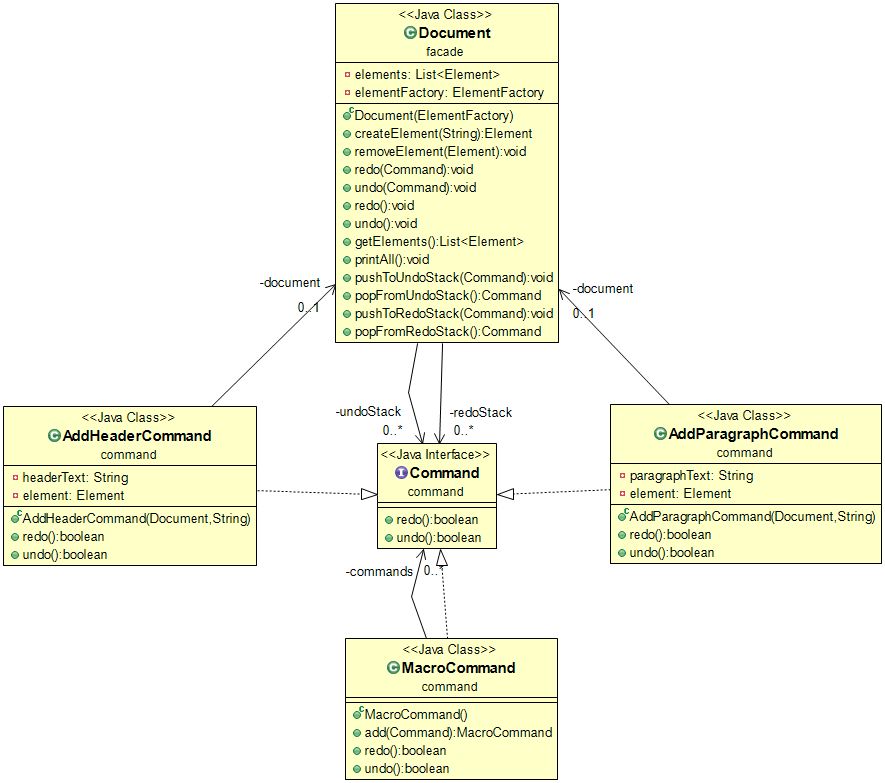 <<Java Class>>
Document
facade
elements: List<Element>
elementFactory: ElementFactory
Document(ElementFactory)
createElement(String):Element
removeElement(Element):void
redo(Command):void
undo(Command):void
redo():void
undo():void
getElements():List<Element>
printAll():void
pushToUndoStack(Command):void
popFromUndoStack():Command
pushToRedoStack(Command):void
popFromRedoStack():Command
-document
0..1
-document
0..1
-undoStack
0..*
-redoStack
0..*
<<Java Class>>
AddHeaderCommand
command
headerText: String
element: Element
AddHeaderCommand(Document,String)
redo():boolean
undo():boolean
<<Java Interface>>
Command
command
redo():boolean
undo():boolean
<<Java Class>>
AddParagraphCommand
command
paragraphText: String
element: Element
AddParagraphCommand(Document,String)
redo():boolean
undo():boolean
-commands
0..*
<<Java Class>>
MacroCommand
command
MacroCommand()
add(Command):MacroCommand
redo():boolean
undo():boolean